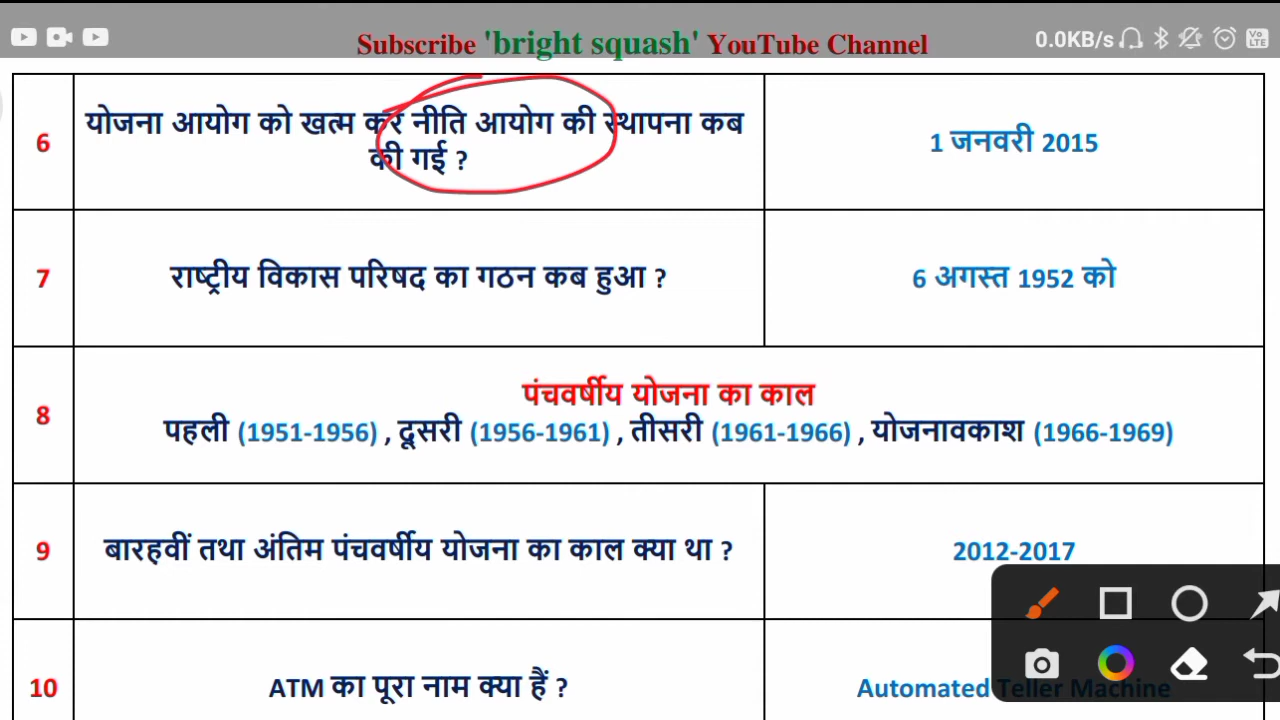 Subscribe 'bright squash' YouTube Channel
0.0KB/s
Vo LTE
6
योजना आयोग को खत्म कर नीति आयोग की स्थापना कब
की गई ?
1 जनवरी 2015
7
राष्ट्रीय विकास परिषद का गठन कब हुआ ?
6 अगस्त 1952 को
8
पंचवर्षीय योजना का काल
पहली (1951-1956) , दूसरी (1956-1961) , तीसरी (1961-1966) , योजनावकाश (1966-1969)
9
बारहवीं तथा अंतिम पंचवर्षीय योजना का काल क्या था ?
2012-2017
10
ATM का पूरा नाम क्या हैं ?
Automated Teller Machine